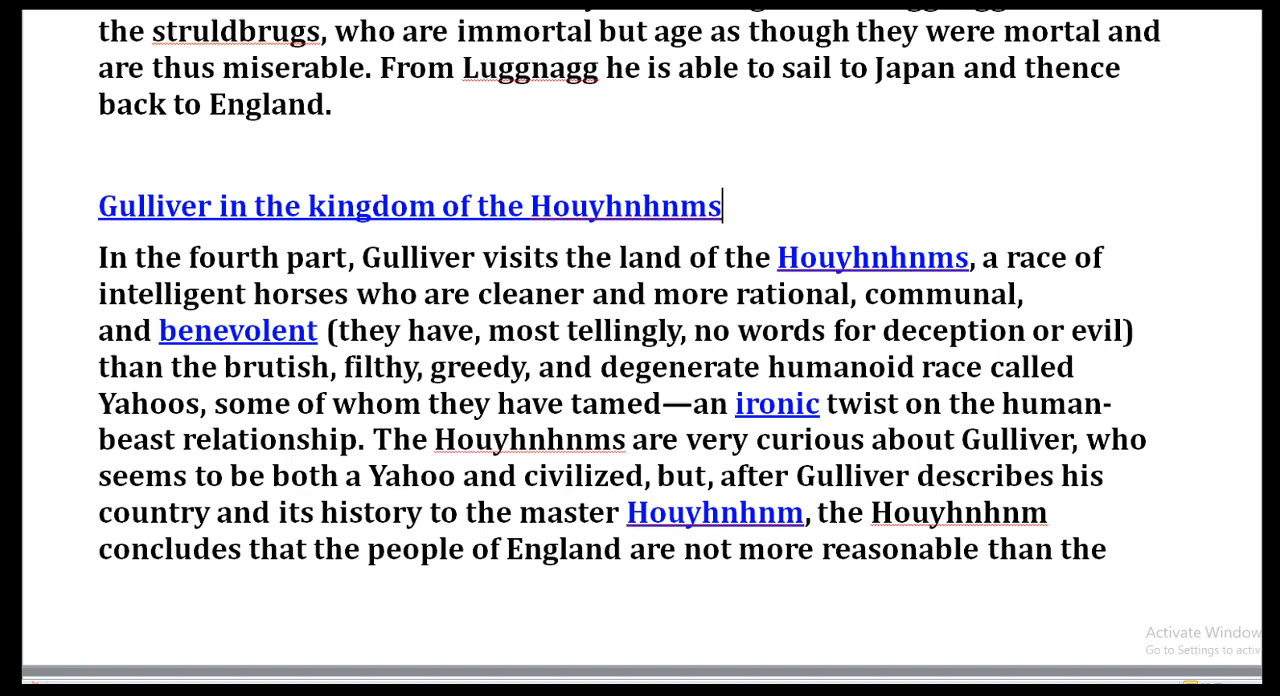 the struldbrugs, who are immortal but age as though they were mortal and
are thus miserable. From Luggnagg he is able to sail to Japan and thence
back to England.
Gulliver in the kingdom of the Houyhnhnms
In the fourth part, Gulliver visits the land of the Houyhnhnms, a race of
intelligent horses who are cleaner and more rational, communal,
and benevolent (they have, most tellingly, no words for deception or evil)
than the brutish, filthy, greedy, and degenerate humanoid race called
Yahoos, some of whom they have tamed—an ironic twist on the human-
beast relationship. The Houyhnhnms are very curious about Gulliver, who
seems to be both a Yahoo and civilized, but, after Gulliver describes his
country and its history to the master Houyhnhnm, the Houyhnhnm
concludes that the people of England are not more reasonable than the
Activate Window
Go to Settings to activ